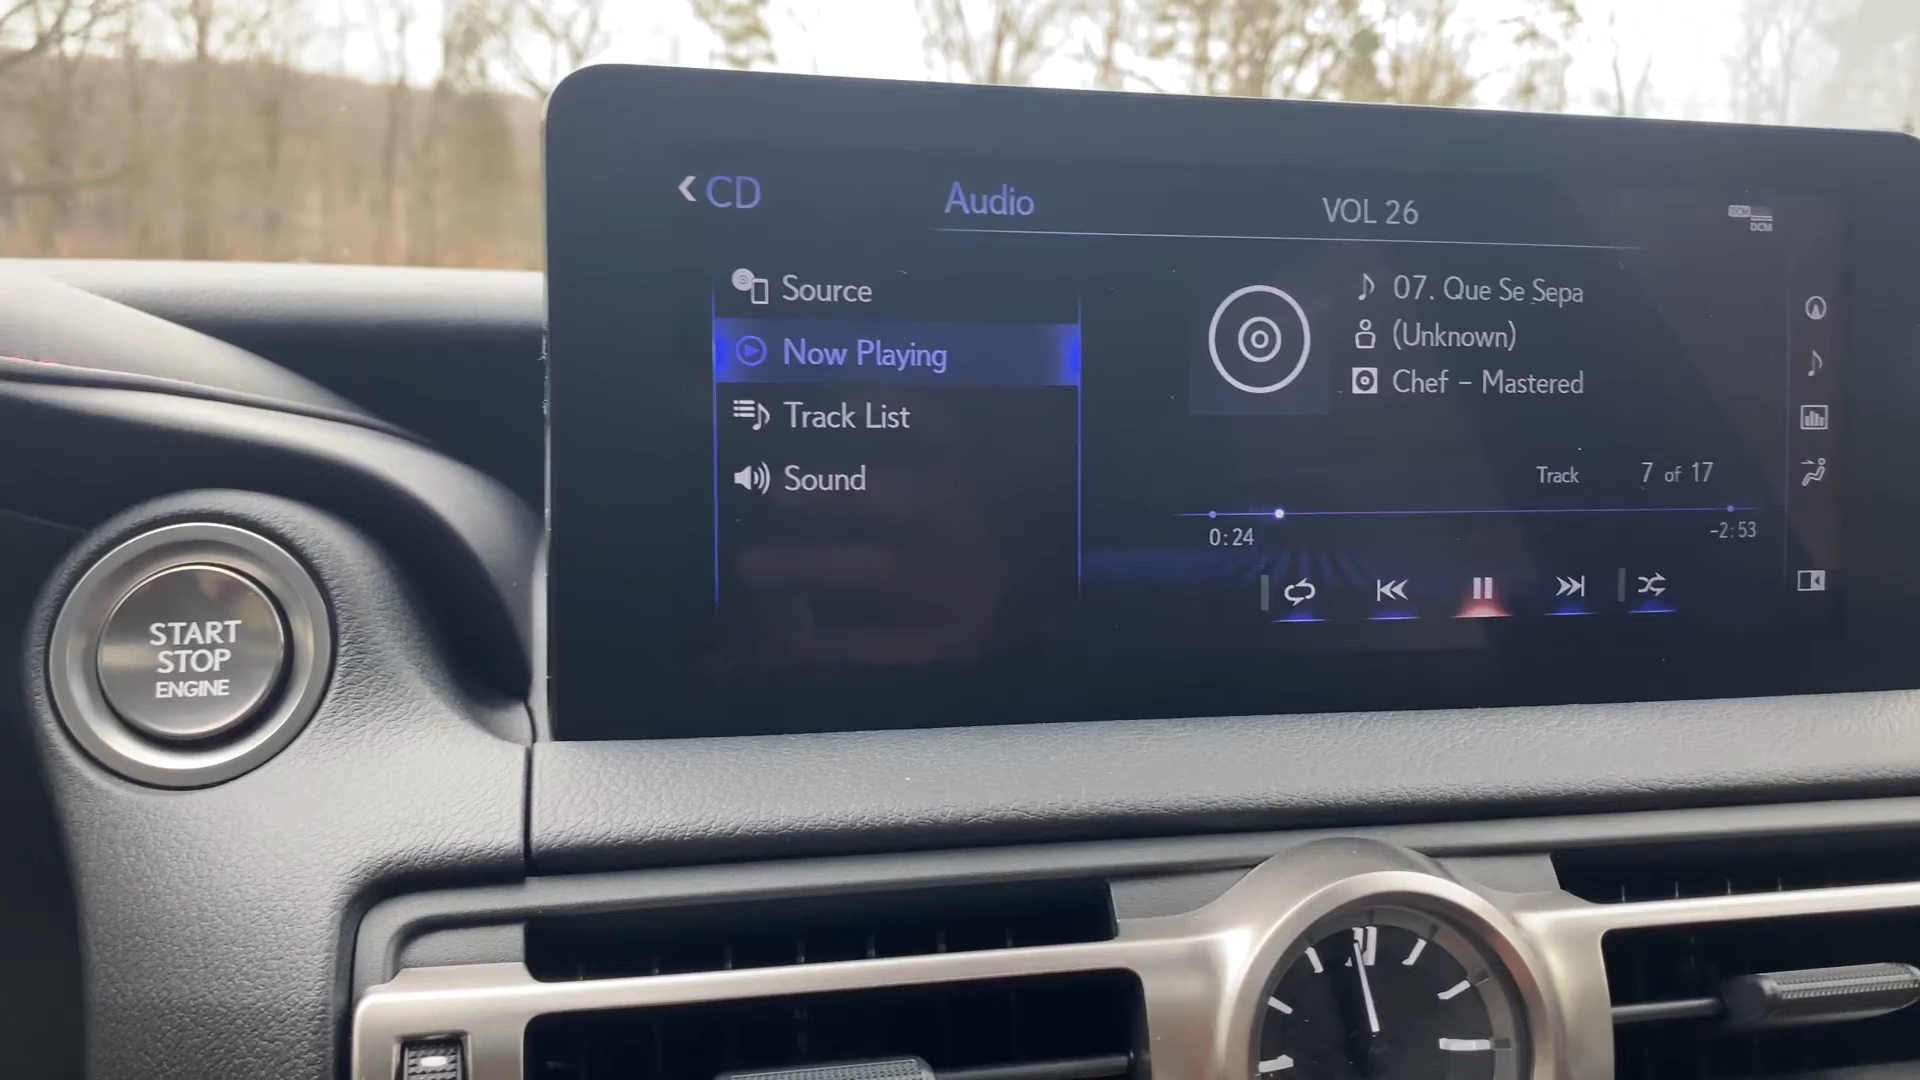 CD
Audio
VOL 26
DCM
Source
Now Playing
Track List
Sound
07. Que Se Sepa
(Unknown)
Chef – Mastered
Track 7 of 17
0:24
-2:53
START
STOP
ENGINE